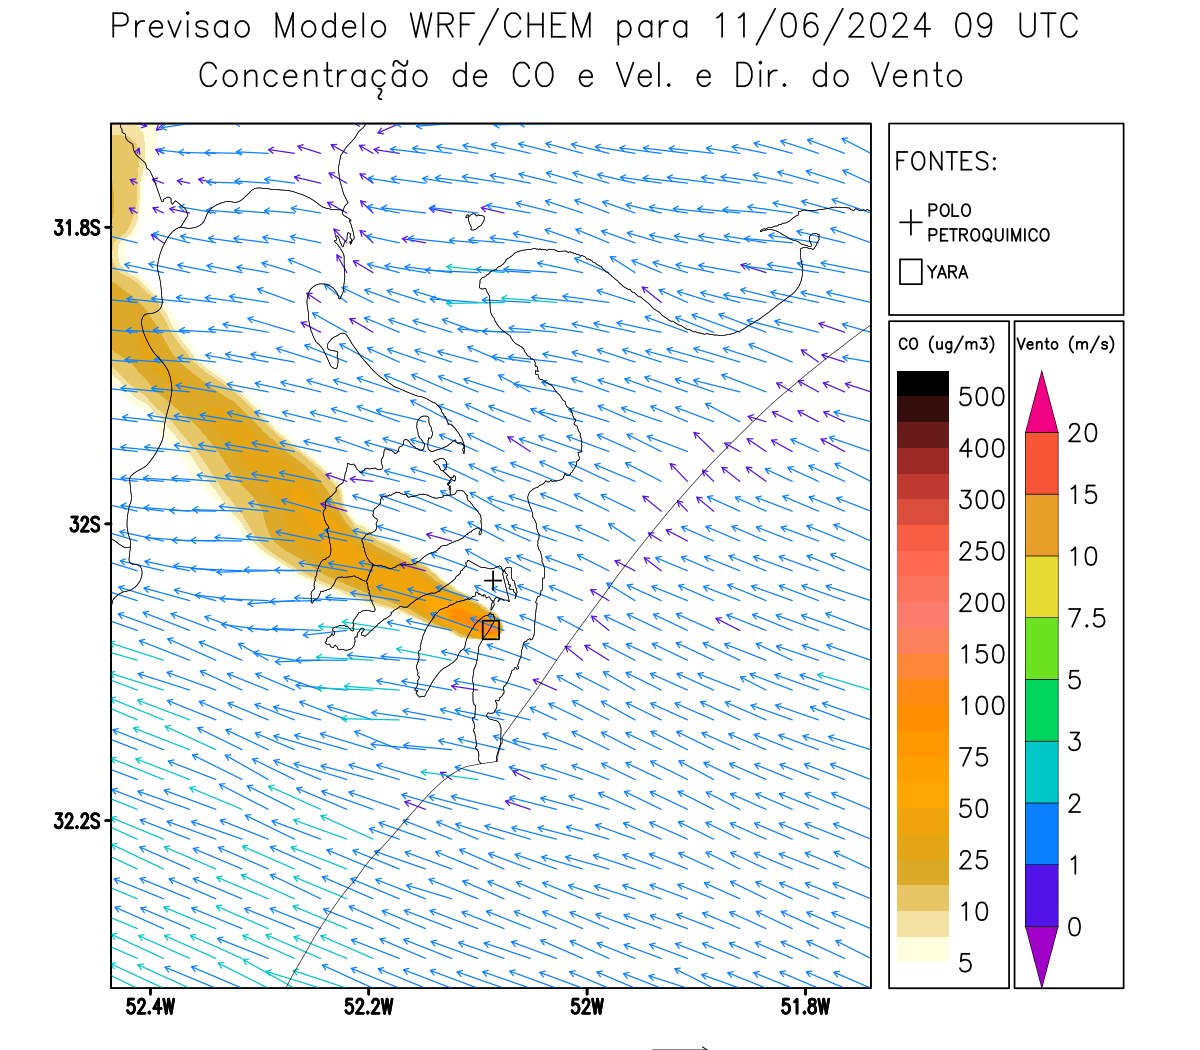 Previsao Modelo WRF/CHEM para 11/06/2024 09 UTC
Concentração de CO e Vel. e Dir. do Vento
FONTES:
POLO
PETROQUIMICO
YARA
CO (ug/m3)
500
400
300
250
200
150
100
75
50
25
10
5
Vento (m/s)
20
15
10
7.5
5
3
2
1
0
31.8S
32S
32.2S
52.4W
52.2W
52W
51.8W